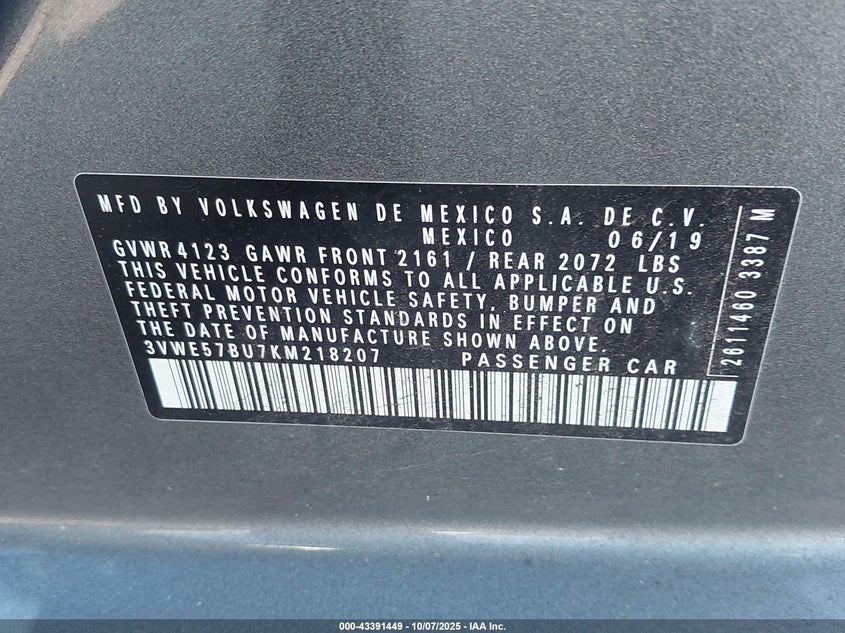 MFD BY VOLKSWAGEN DE MEXICO S.A. DE C.V.
MEXICO 06/19
GVWR 4123 GAWR FRONT 2161 / REAR 2072 LBS
THIS VEHICLE CONFORMS TO ALL APPLICABLE U.S.
FEDERAL MOTOR VEHICLE SAFETY, BUMPER AND
THEFT PREVENTION STANDARDS IN EFFECT ON
THE DATE OF MANUFACTURE SHOWN ABOVE.
3VWE57BU7KM218207 PASSENGER CAR
2611460 3387 M
000-43391449 - 10/07/2025 - IAA Inc.